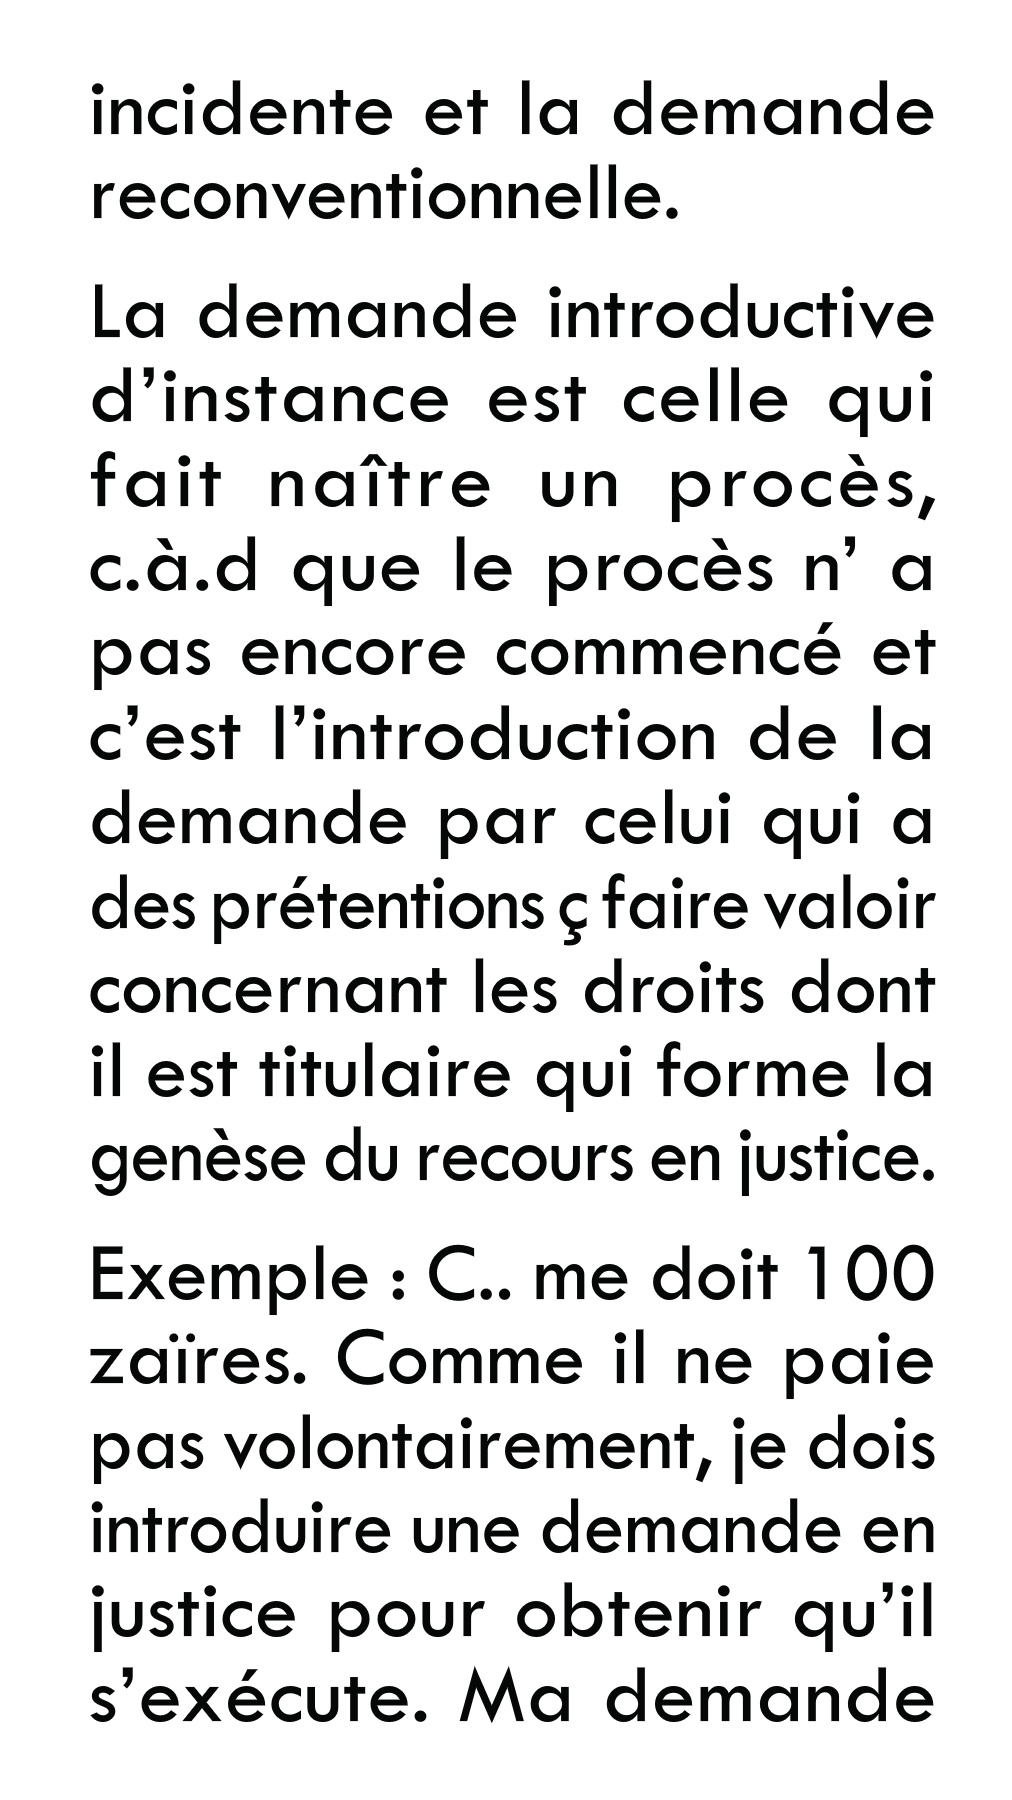 incidente et la demande
reconventionnelle.
La demande introductive
d’instance est celle qui
fait naître un procès,
c.à.d que le procès n’ a
pas encore commencé et
c’est l’introduction de la
demande par celui qui a
des prétentions ç faire valoir
concernant les droits dont
il est titulaire qui forme la
genèse du recours en justice.
Exemple : C.. me doit 100
zaïres. Comme il ne paie
pas volontairement, je dois
introduire une demande en
justice pour obtenir qu’il
s’exécute. Ma demande